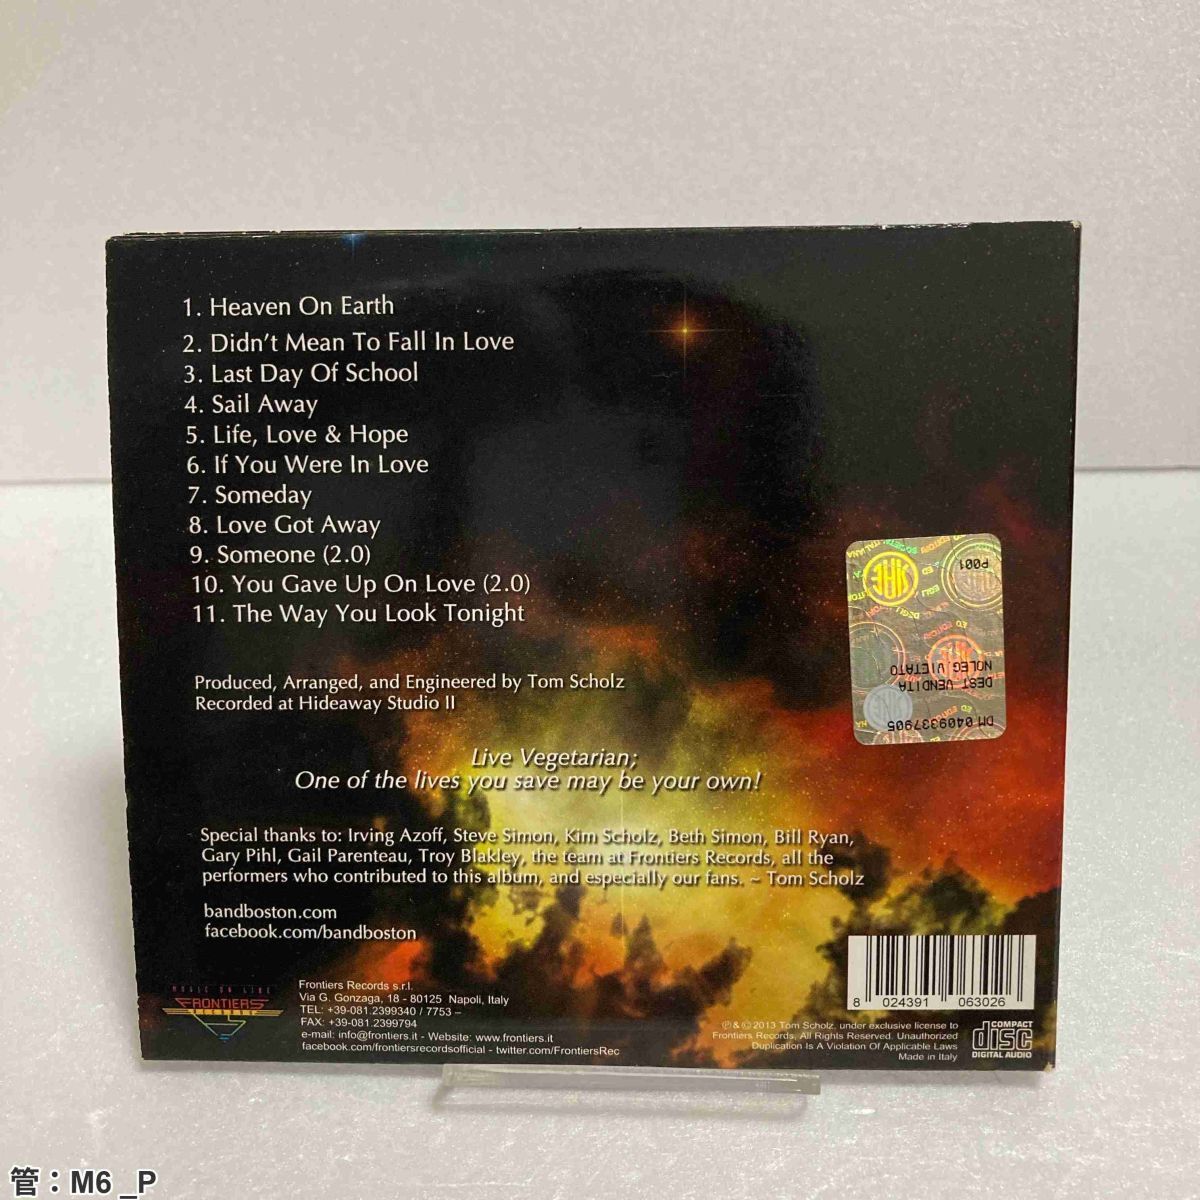 1. Heaven On Earth
2. Didn't Mean To Fall In Love
3. Last Day Of School
4. Sail Away
5. Life, Love & Hope
6. If You Were In Love
7. Someday
8. Love Got Away
9. Someone (2.0)
10. You Gave Up On Love (2.0)
11. The Way You Look Tonight
Produced, Arranged, and Engineered by Tom Scholz
Recorded at Hideaway Studio II
Live Vegetarian;
One of the lives you save may be your own!
Special thanks to: Irving Azoff, Steve Simon, Kim Scholz, Beth Simon, Bill Ryan,
Gary Pihl, Gail Parenteau, Troy Blakley, the team at Frontiers Records, all the
performers who contributed to this album, and especially our fans. ~ Tom Scholz
bandboston.com
facebook.com/bandboston
MUSIC ON LINE
FRONTIERS
RECORDS
Frontiers Records s.r.l.
Via G. Gonzaga, 18 - 80125 Napoli, Italy
TEL: +39-081.2399340 / 7753 –
FAX: +39-081.2399794
e-mail: info@frontiers.it - Website: www.frontiers.it
facebook.com/frontiersrecordsofficial - twitter.com/FrontiersRec
P001
SIAE
NOLEG VIETATO
DEST VENDITA
DM 0409337905
8 024391 063026
℗ & © 2013 Tom Scholz, under exclusive license to
Frontiers Records, All Rights Reserved. Unauthorized
Duplication Is A Violation Of Applicable Laws
Made in Italy
COMPACT
disc
DIGITAL AUDIO
管：M6 _P